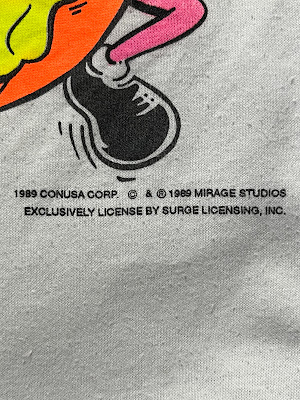 1989 CONUSA CORP. © & ® 1989 MIRAGE STUDIOS
EXCLUSIVELY LICENSE BY SURGE LICENSING, INC.